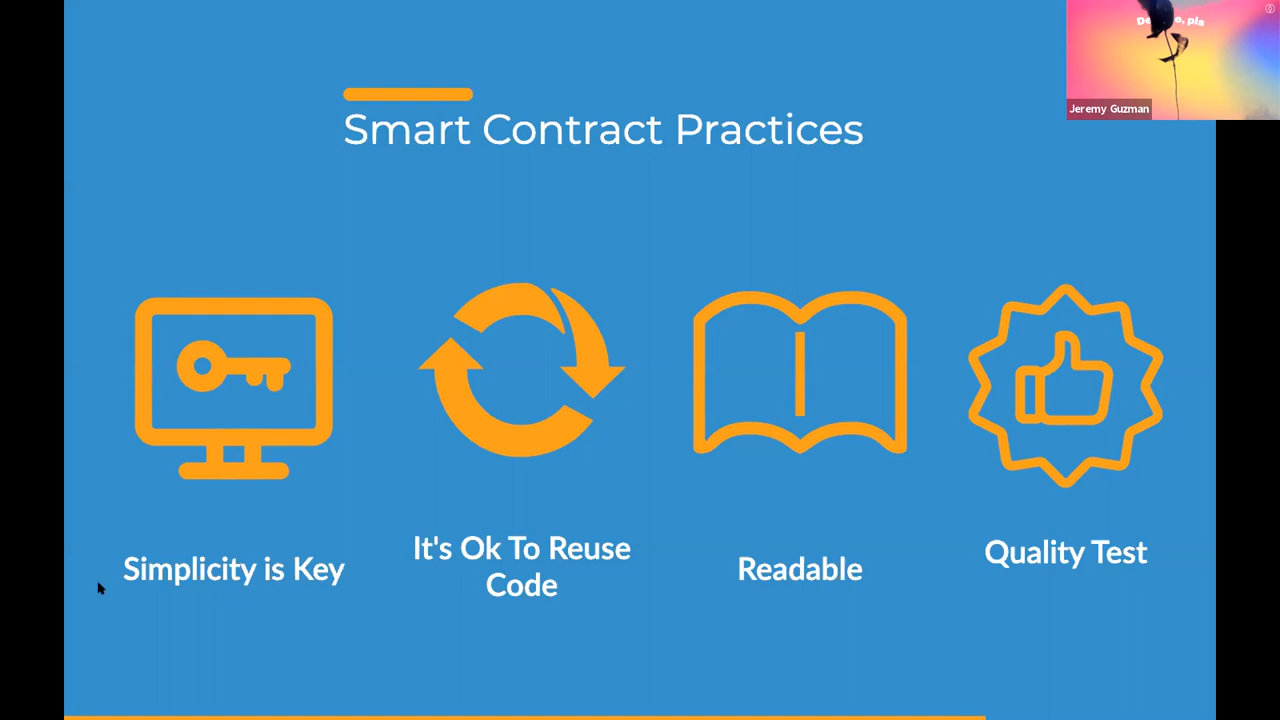 Smart Contract Practices
Jeremy Guzman
Simplicity is Key
It's Ok To Reuse
Code
Readable
Quality Test